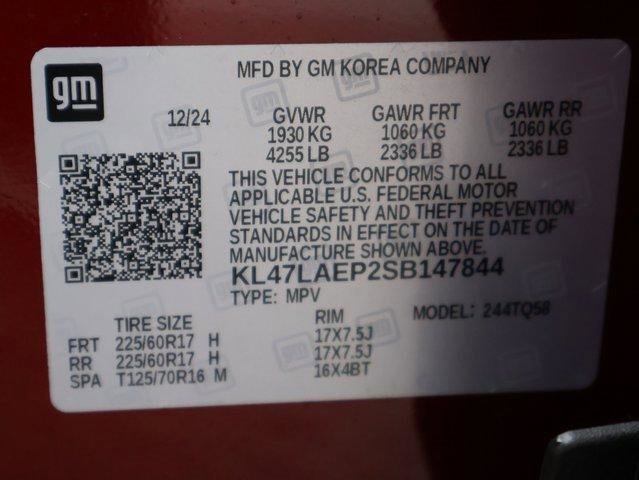 gm
MFD BY GM KOREA COMPANY
12/24 GVWR GAWR FRT GAWR RR
1930 KG 1060 KG 1060 KG
4255 LB 2336 LB 2336 LB
THIS VEHICLE CONFORMS TO ALL
APPLICABLE U.S. FEDERAL MOTOR
VEHICLE SAFETY AND THEFT PREVENTION
STANDARDS IN EFFECT ON THE DATE OF
MANUFACTURE SHOWN ABOVE.
KL47LAEP2SB147844
TYPE: MPV MODEL: 244TQ58
TIRE SIZE RIM
FRT 225/60R17 H 17X7.5J
RR 225/60R17 H 17X7.5J
SPA T125/70R16 M 16X4BT